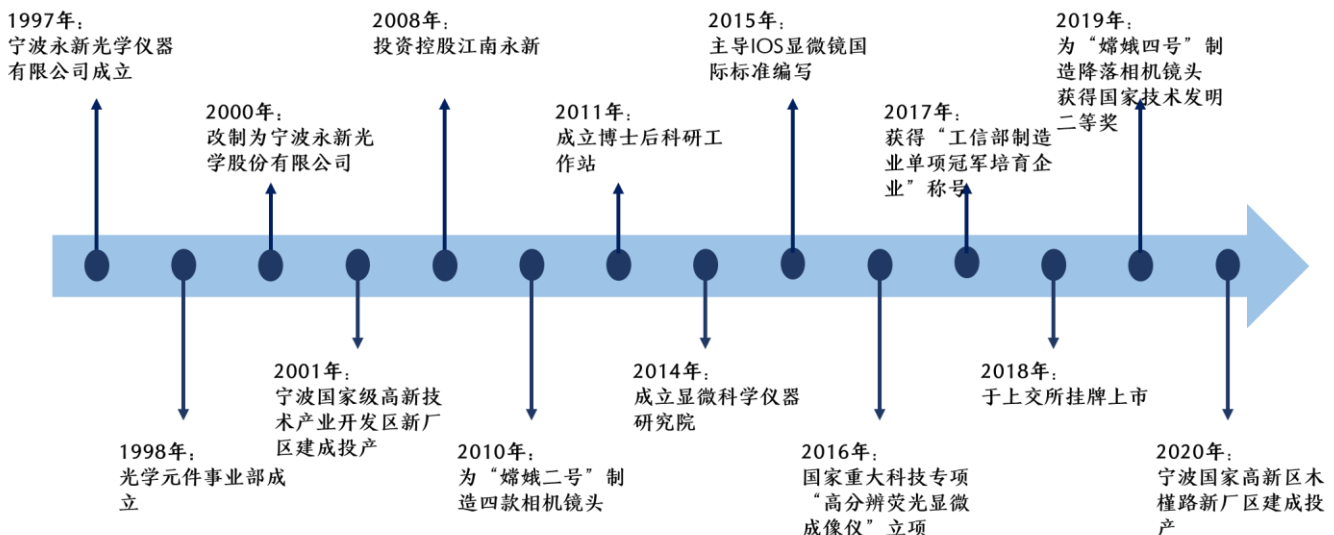 1997年：
宁波永新光学仪器
有限公司成立
1998年：
光学元件事业部成
立
2000年：
改制为宁波永新光
学股份有限公司
2001年：
宁波国家级高新技
术产业开发区新厂
区建成投产
2008年：
投资控股江南永新
2010年：
为“嫦娥二号”制
造四款相机镜头
2011年：
成立博士后科研工
作站
2014年：
成立显微科学仪器
研究院
2015年：
主导IOS显微镜国
际标准编写
2016年：
国家重大科技专项
“高分辨荧光显微
成像仪”立项
2017年：
获得“工信部制造
业单项冠军培育企
业”称号
2018年：
于上交所挂牌上市
2019年：
为“嫦娥四号”制
造降落相机镜头
获得国家技术发明
二等奖
2020年：
宁波国家高新区木
槿路新厂区建成投
产